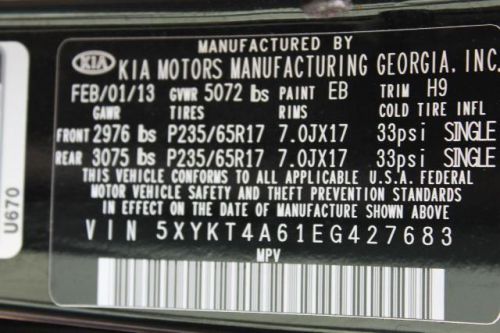 MANUFACTURED BY
KIA KIA MOTORS MANUFACTURING GEORGIA, INC.
FEB/01/13 GVWR 5072 lbs PAINT EB TRIM H9
GAWR TIRES RIMS COLD TIRE INFL
FRONT 2976 lbs P235/65R17 7.0JX17 33psi SINGLE
REAR 3075 lbs P235/65R17 7.0JX17 33psi SINGLE
THIS VEHICLE CONFORMS TO ALL APPLICABLE U.S.A. FEDERAL
MOTOR VEHICLE SAFETY AND THEFT PREVENTION STANDARDS
IN EFFECT ON THE DATE OF MANUFACTURE SHOWN ABOVE
VIN 5XYKT4A61EG427683
MPV
U670